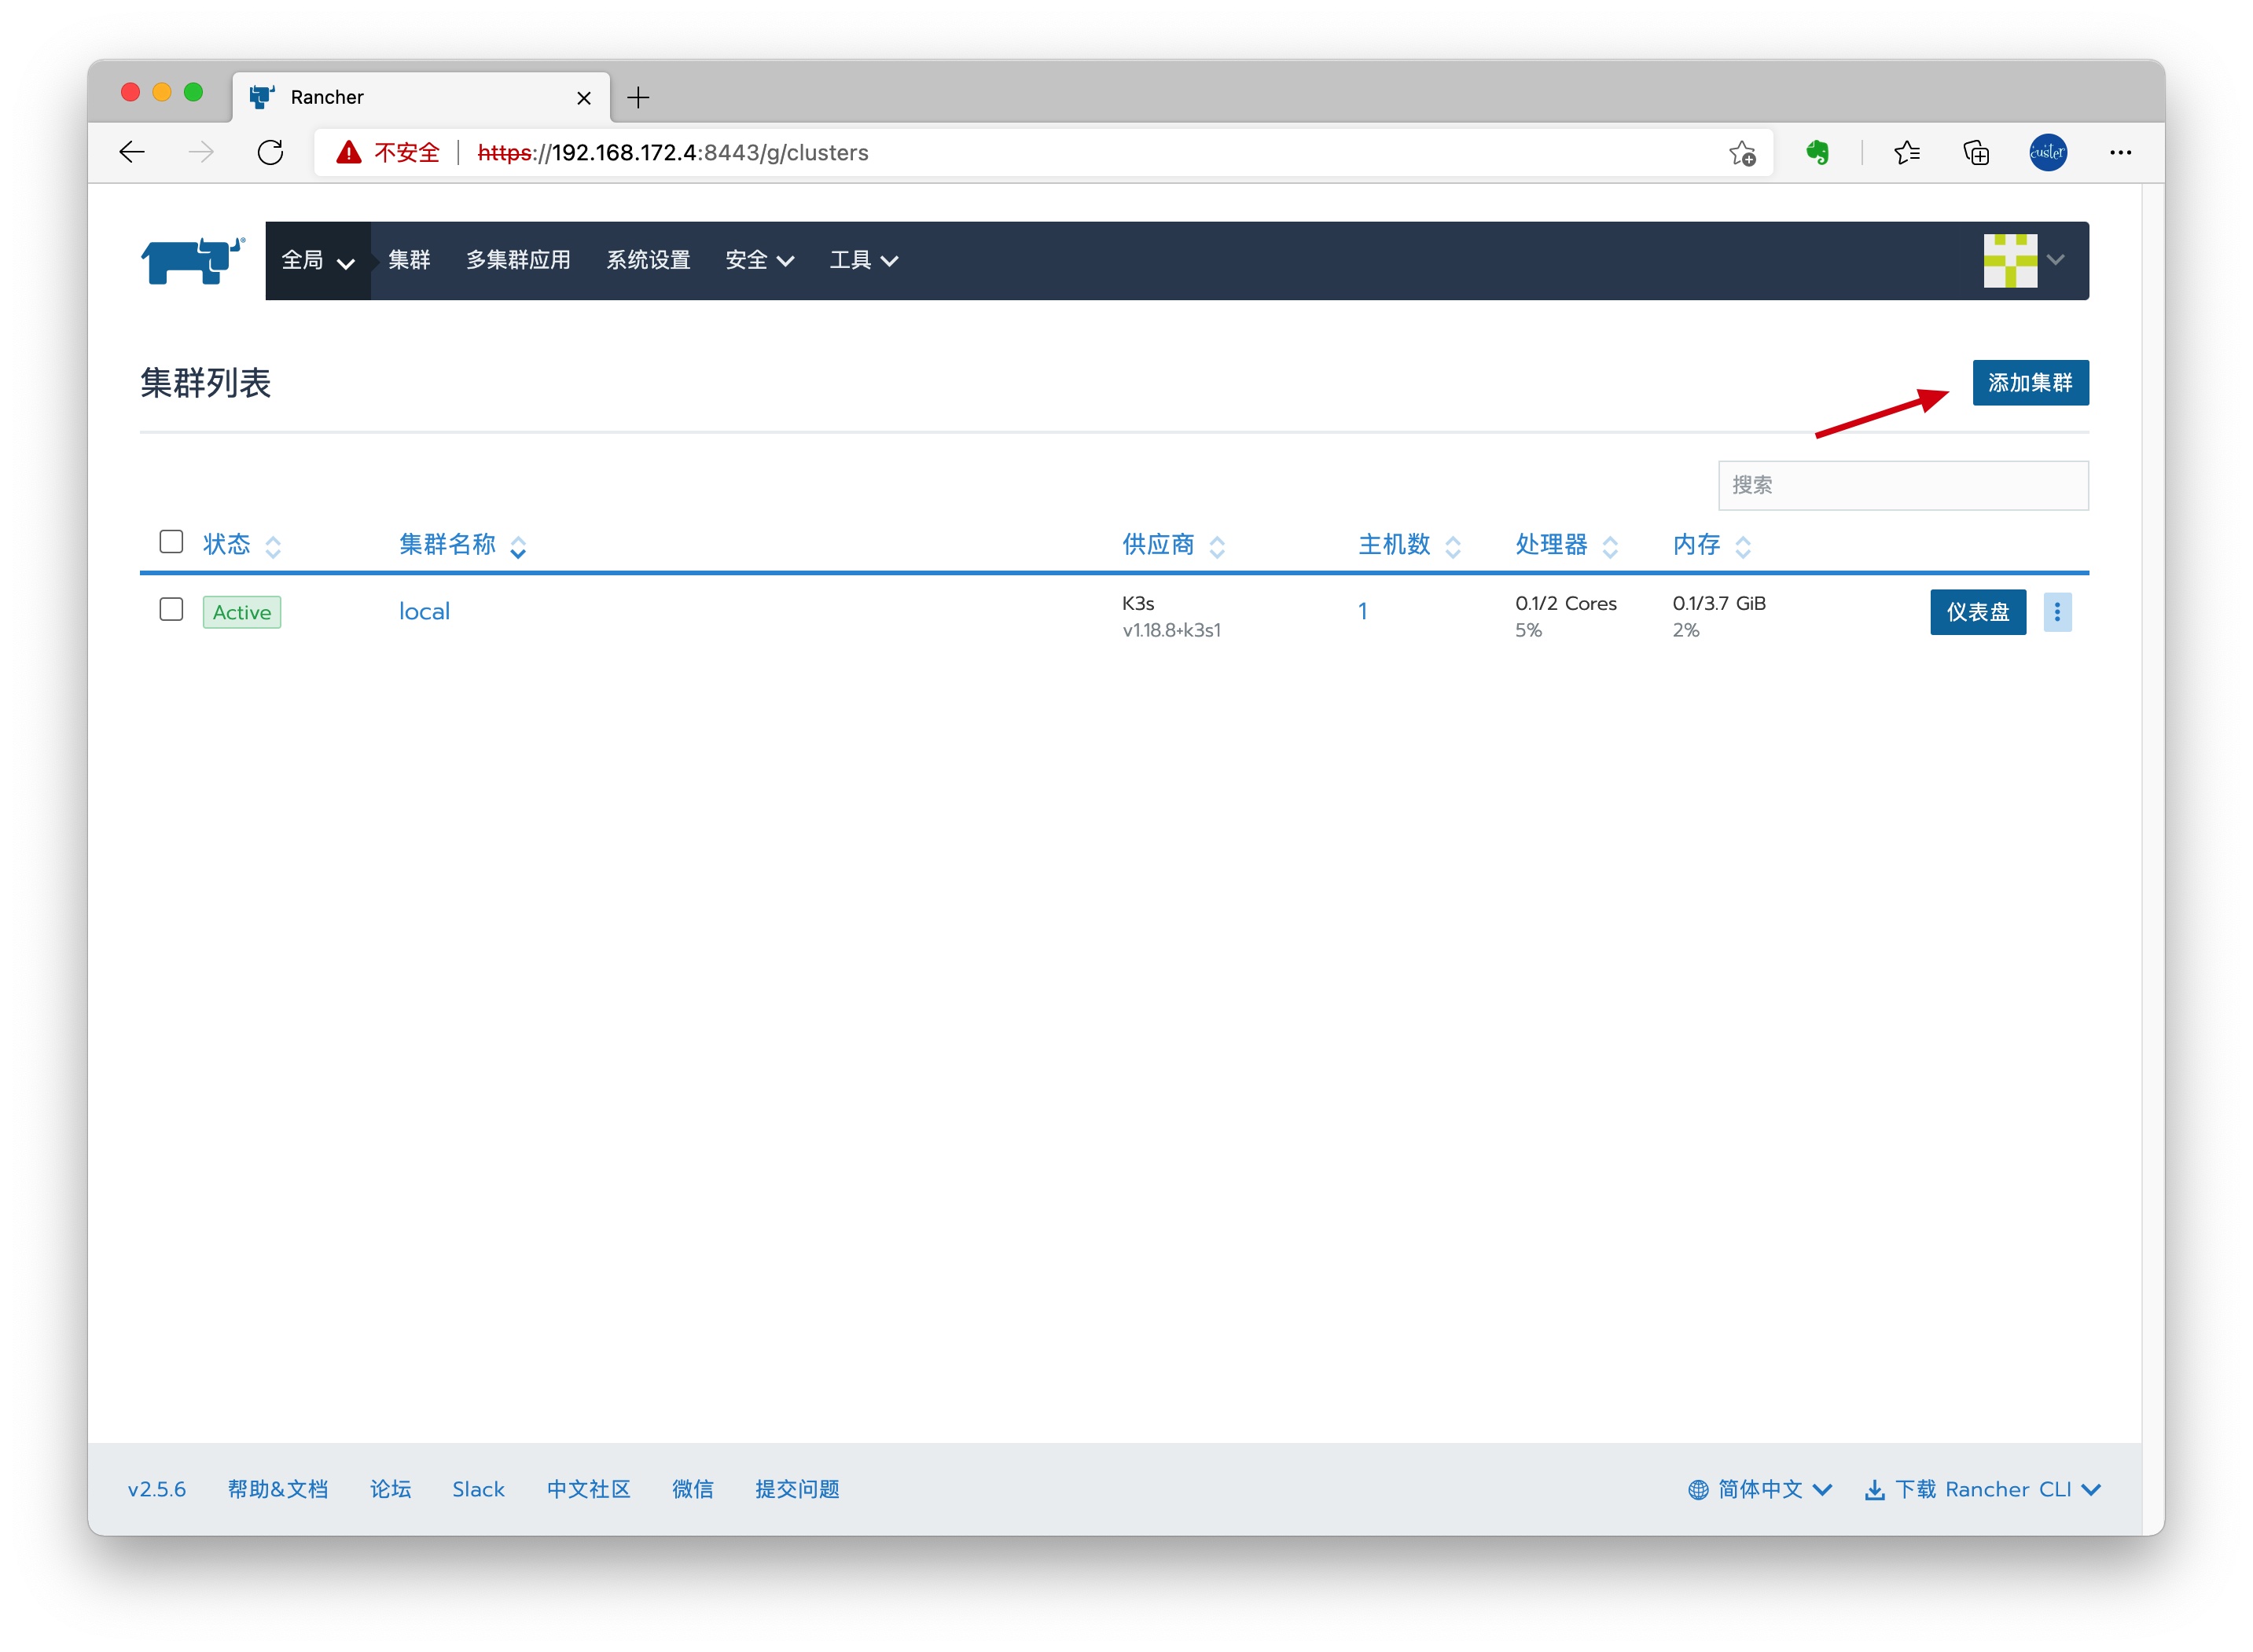 Rancher
不安全 https://192.168.172.4:8443/g/clusters
custer
全局 集群 多集群应用 系统设置 安全 工具
集群列表
添加集群
搜索
状态 集群名称 供应商 主机数 处理器 内存
Active local K3s 1 0.1/2 Cores 0.1/3.7 GiB 仪表盘
v1.18.8+k3s1 5% 2%
v2.5.6 帮助&文档 论坛 Slack 中文社区 微信 提交问题 简体中文 下载 Rancher CLI